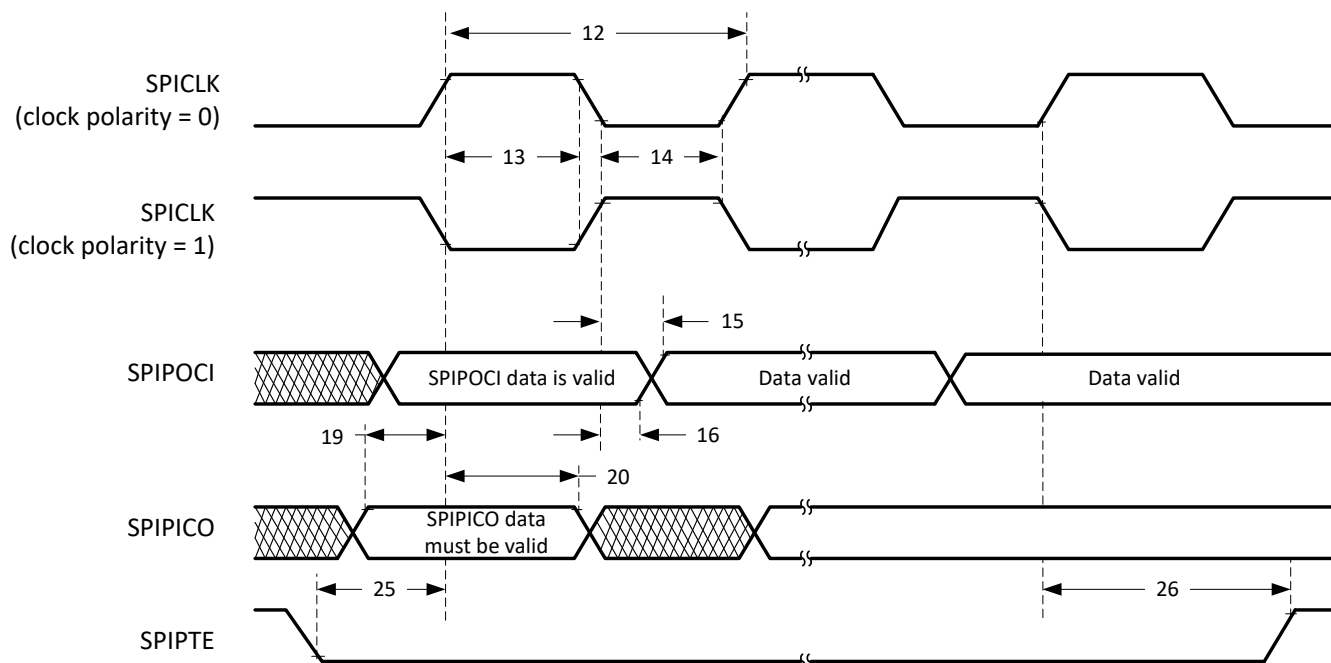 12
SPICLK
(clock polarity = 0)
13
14
SPICLK
(clock polarity = 1)
15
SPIPOCI
SPIPOCI data is valid
Data valid
Data valid
19
16
20
SPIPICO
SPIPICO data
must be valid
25
26
SPIPTE